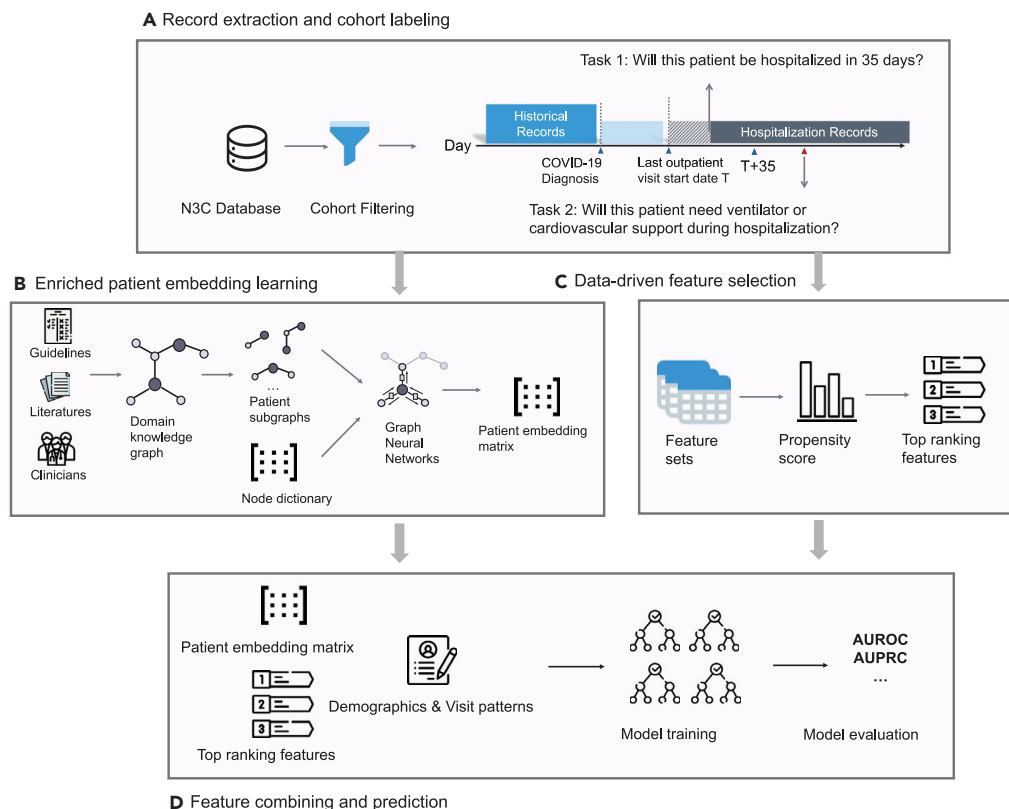 A Record extraction and cohort labeling
Task 1: Will this patient be hospitalized in 35 days?
Historical
Records
Hospitalization Records
Day
COVID-19
Diagnosis
Last outpatient
visit start date T
T+35
N3C Database
Cohort Filtering
Task 2: Will this patient need ventilator or
cardiovascular support during hospitalization?
B Enriched patient embedding learning
Guidelines
Literatures
Clinicians
Domain
knowledge
graph
...
Patient
subgraphs
Node dictionary
Graph
Neural
Networks
Patient embedding
matrix
C Data-driven feature selection
Feature
sets
Propensity
score
1
2
3
Top ranking
features
Patient embedding matrix
1
2
3
Top ranking features
Demographics & Visit patterns
Model training
AUROC
AUPRC
...
Model evaluation
D Feature combining and prediction